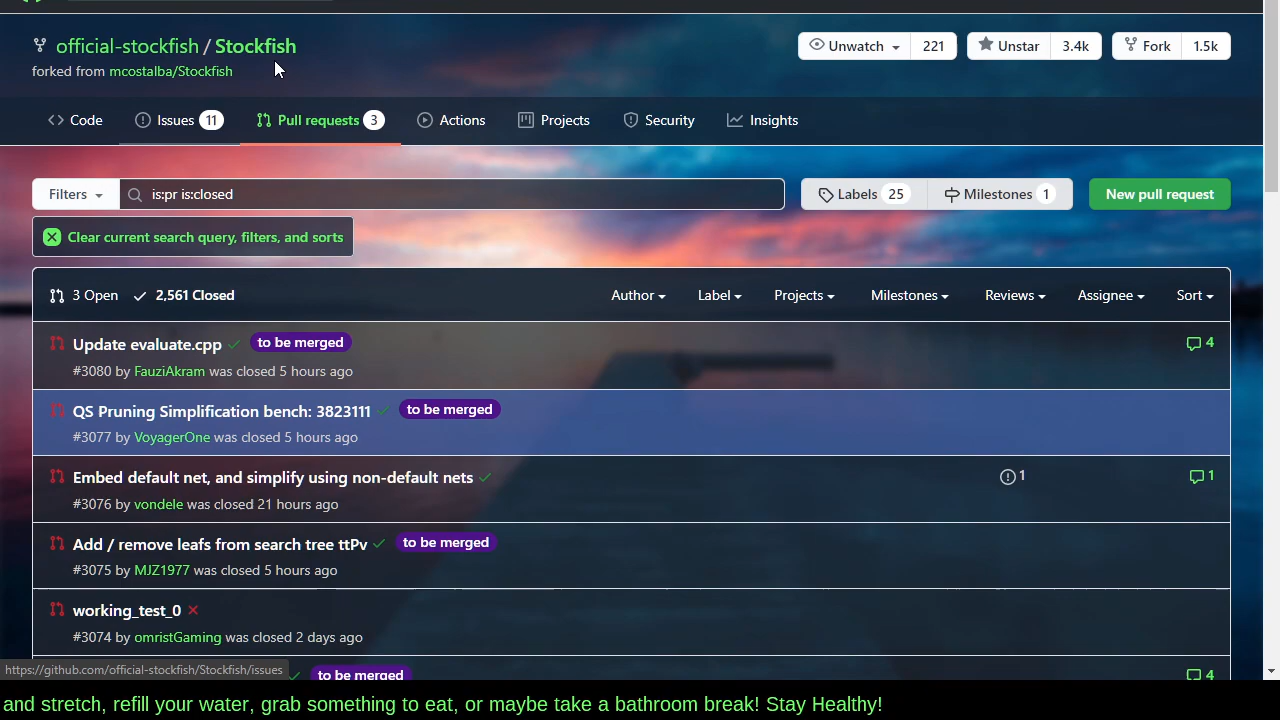 official-stockfish / Stockfish
Unwatch 221
Unstar 3.4k
Fork 1.5k
forked from mcostalba/Stockfish
Code
Issues 11
Pull requests 3
Actions
Projects
Security
Insights
Filters
is:pr is:closed
Labels 25
Milestones 1
New pull request
Clear current search query, filters, and sorts
3 Open
2,561 Closed
Author
Label
Projects
Milestones
Reviews
Assignee
Sort
Update evaluate.cpp to be merged 4
#3080 by FauziAkram was closed 5 hours ago
QS Pruning Simplification bench: 3823111 to be merged
#3077 by VoyagerOne was closed 5 hours ago
Embed default net, and simplify using non-default nets 1 1
#3076 by vondele was closed 21 hours ago
Add / remove leafs from search tree ttPv to be merged
#3075 by MJZ1977 was closed 5 hours ago
working_test_0
#3074 by omristGaming was closed 2 days ago
https://github.com/official-stockfish/Stockfish/issues
to be merged 4
and stretch, refill your water, grab something to eat, or maybe take a bathroom break! Stay Healthy!